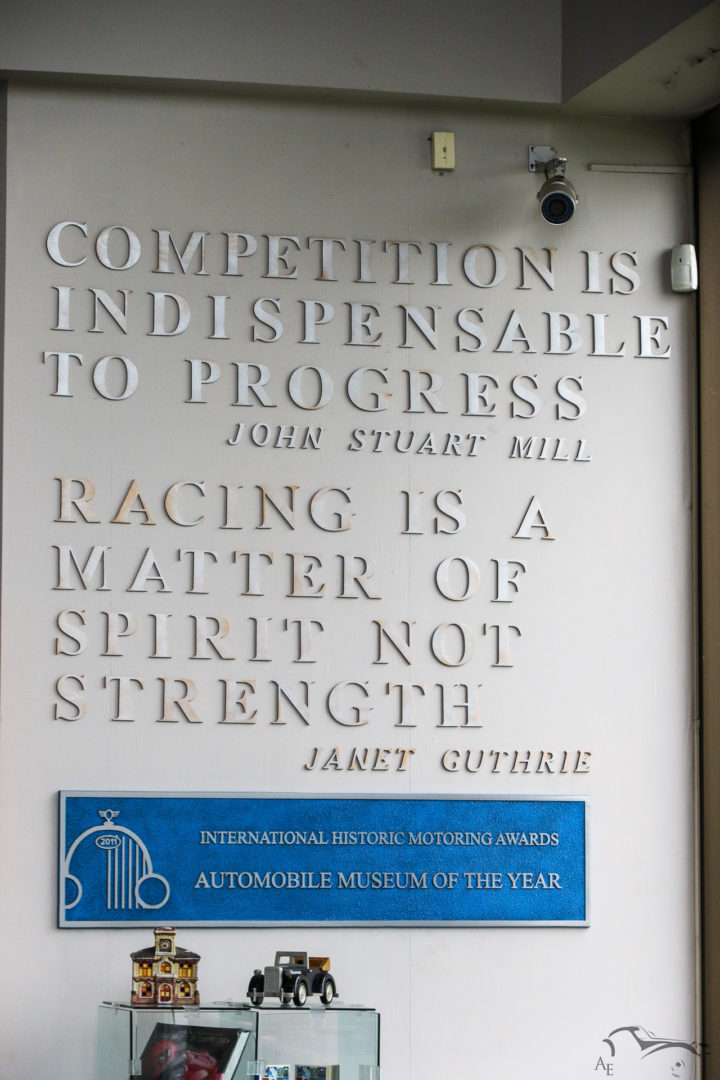 COMPETITION IS
INDISPENSABLE
TO PROGRESS
JOHN STUART MILL
RACING IS A
MATTER OF
SPIRIT NOT
STRENGTH
JANET GUTHRIE
2011
INTERNATIONAL HISTORIC MOTORING AWARDS
AUTOMOBILE MUSEUM OF THE YEAR
AE